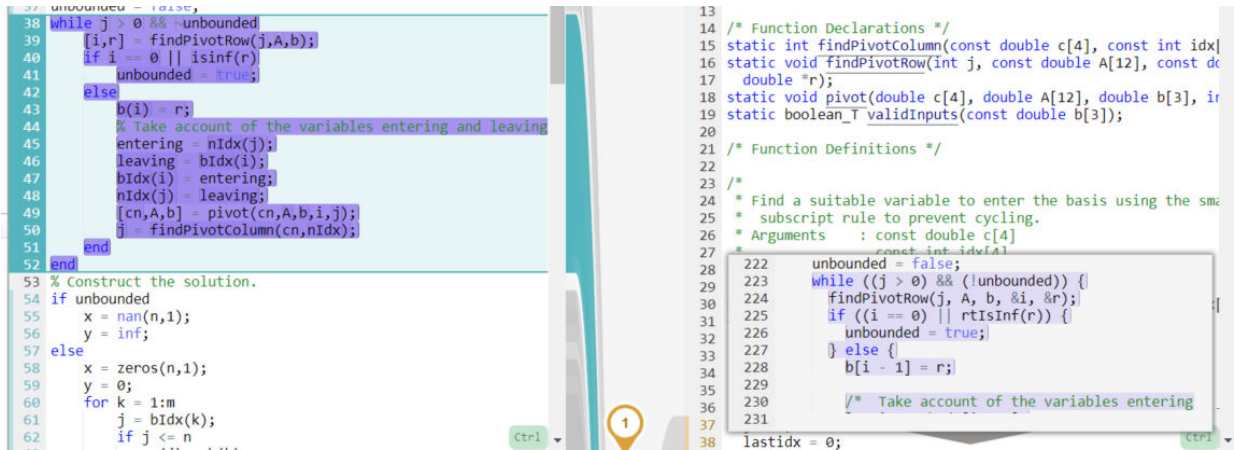 37 unbounded = false;
38 while j > 0 && ~unbounded
39 [i,r] = findPivotRow(j,A,b);
40 if i == 0 || isinf(r)
41 unbounded = true;
42 else
43 b(i) = r;
44 % Take account of the variables entering and leaving
45 entering = nIdx(j);
46 leaving = bIdx(i);
47 bIdx(i) = entering;
48 nIdx(j) = leaving;
49 [cn,A,b] = pivot(cn,A,b,i,j);
50 j = findPivotColumn(cn,nIdx);
51 end
52 end
53 % Construct the solution.
54 if unbounded
55 x = nan(n,1);
56 y = inf;
57 else
58 x = zeros(n,1);
59 y = 0;
60 for k = 1:m
61 j = bIdx(k);
62 if j <= n
Ctrl
1
13
14 /* Function Declarations */
15 static int findPivotColumn(const double c[4], const int idx[
16 static void findPivotRow(int j, const double A[12], const do
17 double *r);
18 static void pivot(double c[4], double A[12], double b[3], in
19 static boolean_T validInputs(const double b[3]);
20
21 /* Function Definitions */
22
23 /*
24 * Find a suitable variable to enter the basis using the sma
25 * subscript rule to prevent cycling.
26 * Arguments : const double c[4]
27 * const int idx[4]
28
29
30
31
32
33
34
35
36
37
38 lastidx = 0;
222 unbounded = false;
223 while ((j > 0) && (!unbounded)) {
224 findPivotRow(j, A, b, &i, &r);
225 if ((i == 0) || rtIsInf(r)) {
226 unbounded = true;
227 } else {
228 b[i - 1] = r;
229
230 /* Take account of the variables entering
231
Ctrl